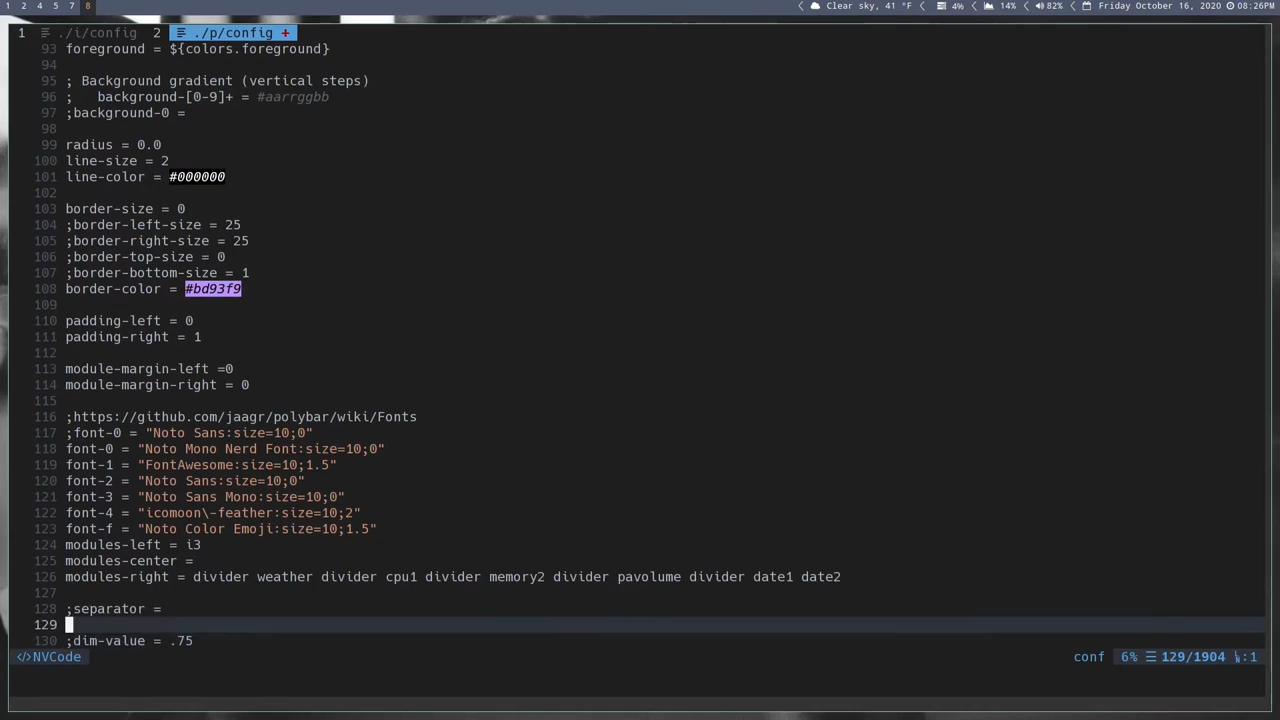 1 2 4 5 7 8 Clear sky, 41 °F 4% 14% 82% Friday October 16, 2020 08:26PM
1 ./i/config 2 ./p/config +
93 foreground = ${colors.foreground}
94
95 ; Background gradient (vertical steps)
96 ;   background-[0-9]+ = #aarrggbb
97 ;background-0 =
98
99 radius = 0.0
100 line-size = 2
101 line-color = #000000
102
103 border-size = 0
104 ;border-left-size = 25
105 ;border-right-size = 25
106 ;border-top-size = 0
107 ;border-bottom-size = 1
108 border-color = #bd93f9
109
110 padding-left = 0
111 padding-right = 1
112
113 module-margin-left =0
114 module-margin-right = 0
115
116 ;https://github.com/jaagr/polybar/wiki/Fonts
117 ;font-0 = "Noto Sans:size=10;0"
118 font-0 = "Noto Mono Nerd Font:size=10;0"
119 font-1 = "FontAwesome:size=10;1.5"
120 font-2 = "Noto Sans:size=10;0"
121 font-3 = "Noto Sans Mono:size=10;0"
122 font-4 = "icomoon\-feather:size=10;2"
123 font-f = "Noto Color Emoji:size=10;1.5"
124 modules-left = i3
125 modules-center =
126 modules-right = divider weather divider cpu1 divider memory2 divider pavolume divider date1 date2
127
128 ;separator =
129
130 ;dim-value = .75
</>NVCode conf 6% ☰ 129/1904 :1